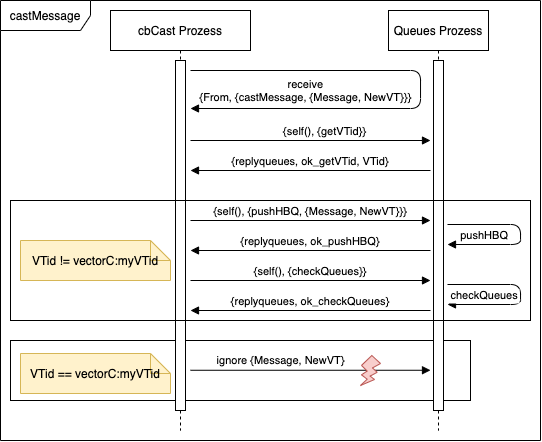 castMessage
cbCast Prozess
Queues Prozess
receive
{From, {castMessage, {Message, NewVT}}}
{self(), {getVTid}}
{replyqueues, ok_getVTid, VTid}
{self(), {pushHBQ, {Message, NewVT}}}
pushHBQ
{replyqueues, ok_pushHBQ}
VTid != vectorC:myVTid
{self(), {checkQueues}}
checkQueues
{replyqueues, ok_checkQueues}
ignore {Message, NewVT}
VTid == vectorC:myVTid